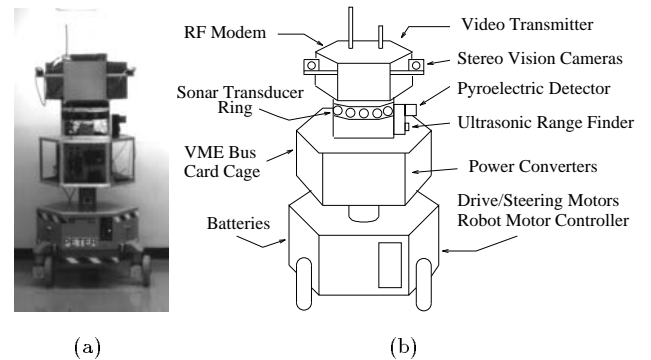 PETER
RF Modem
Video Transmitter
Stereo Vision Cameras
Sonar Transducer
Ring
Pyroelectric Detector
Ultrasonic Range Finder
VME Bus
Card Cage
Power Converters
Batteries
Drive/Steering Motors
Robot Motor Controller
(a)
(b)